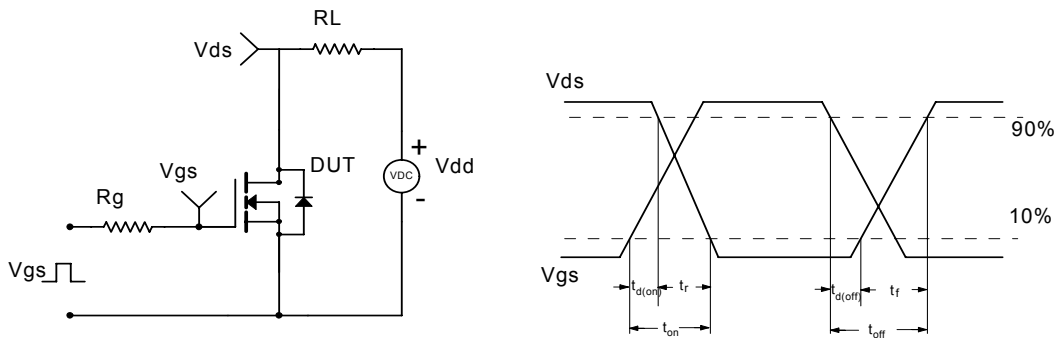 RL
Vds
DUT
Vgs
Rg
+
VDC
Vdd
-
Vgs
Vds
90%
10%
Vgs
td(on)
tr
td(off)
tf
ton
toff